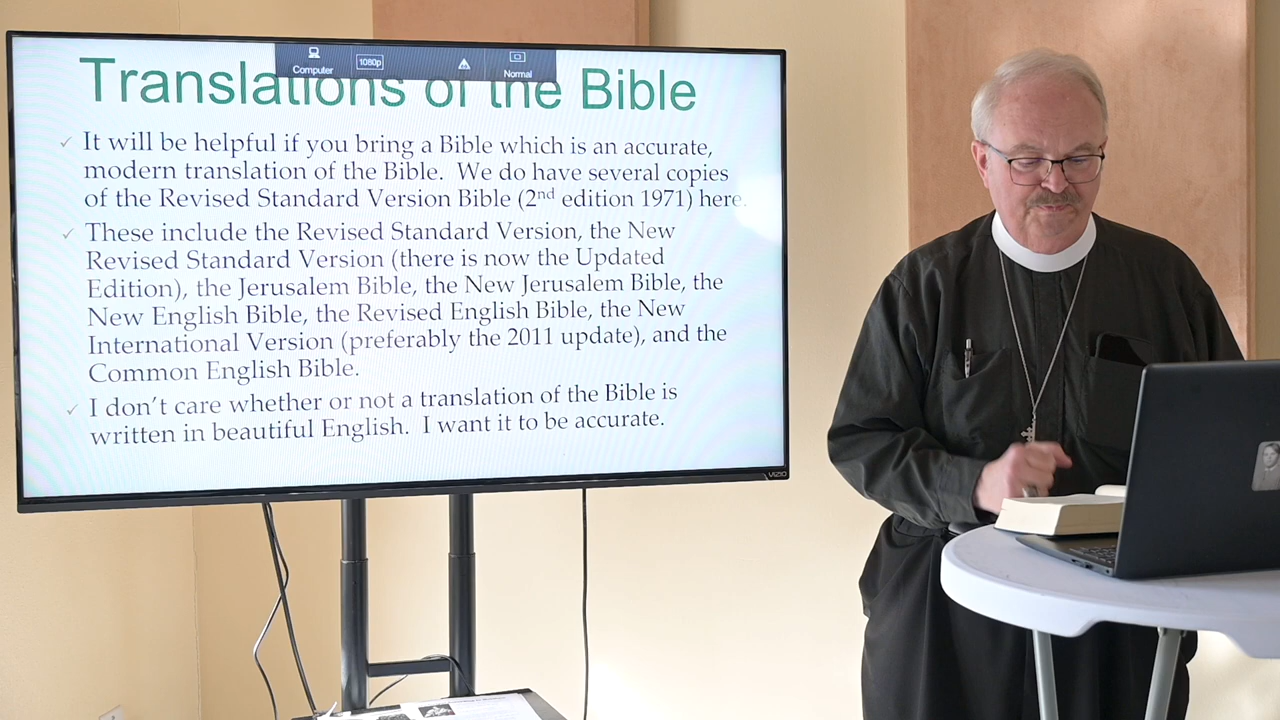 Computer
1080p
Normal
Translations of the Bible
It will be helpful if you bring a Bible which is an accurate,
modern translation of the Bible. We do have several copies
of the Revised Standard Version Bible (2nd edition 1971) here.
These include the Revised Standard Version, the New
Revised Standard Version (there is now the Updated
Edition), the Jerusalem Bible, the New Jerusalem Bible, the
New English Bible, the Revised English Bible, the New
International Version (preferably the 2011 update), and the
Common English Bible.
I don't care whether or not a translation of the Bible is
written in beautiful English. I want it to be accurate.
VIZIO